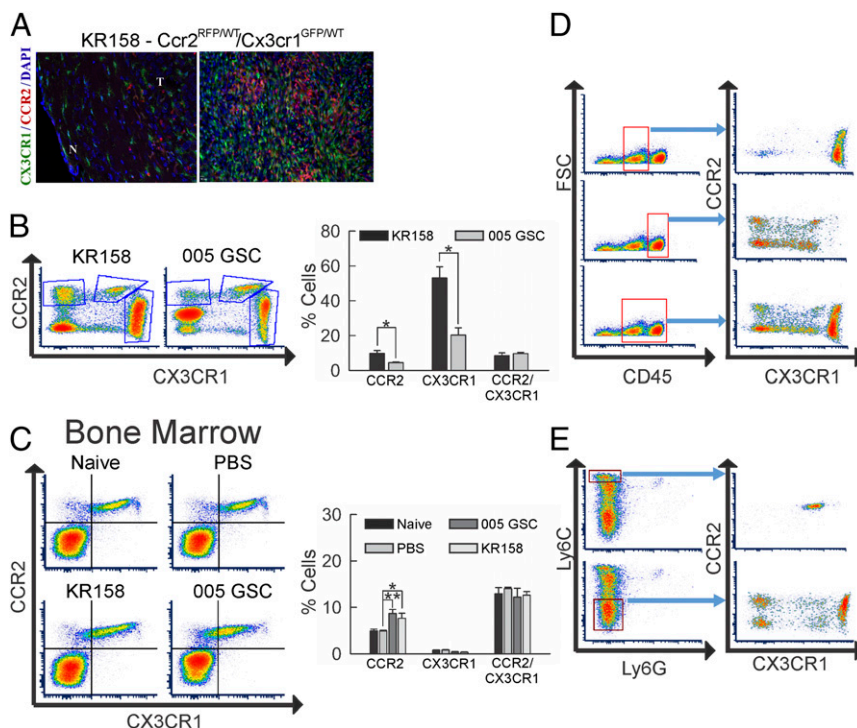 A
KR158 - Ccr2RFP/WT/Cx3cr1GFP/WT
CX3CR1/CCR2/DAPI
T
N
B
KR158
005 GSC
CCR2
CX3CR1
% Cells
80
60
40
20
0
KR158
005 GSC
*
*
CCR2
CX3CR1
CCR2/
CX3CR1
C
Bone Marrow
Naive
PBS
KR158
005 GSC
CCR2
CX3CR1
% Cells
30
20
10
0
Naive
005 GSC
PBS
KR158
*
**
CCR2
CX3CR1
CCR2/
CX3CR1
D
FSC
CCR2
CD45
CX3CR1
E
Ly6C
CCR2
Ly6G
CX3CR1